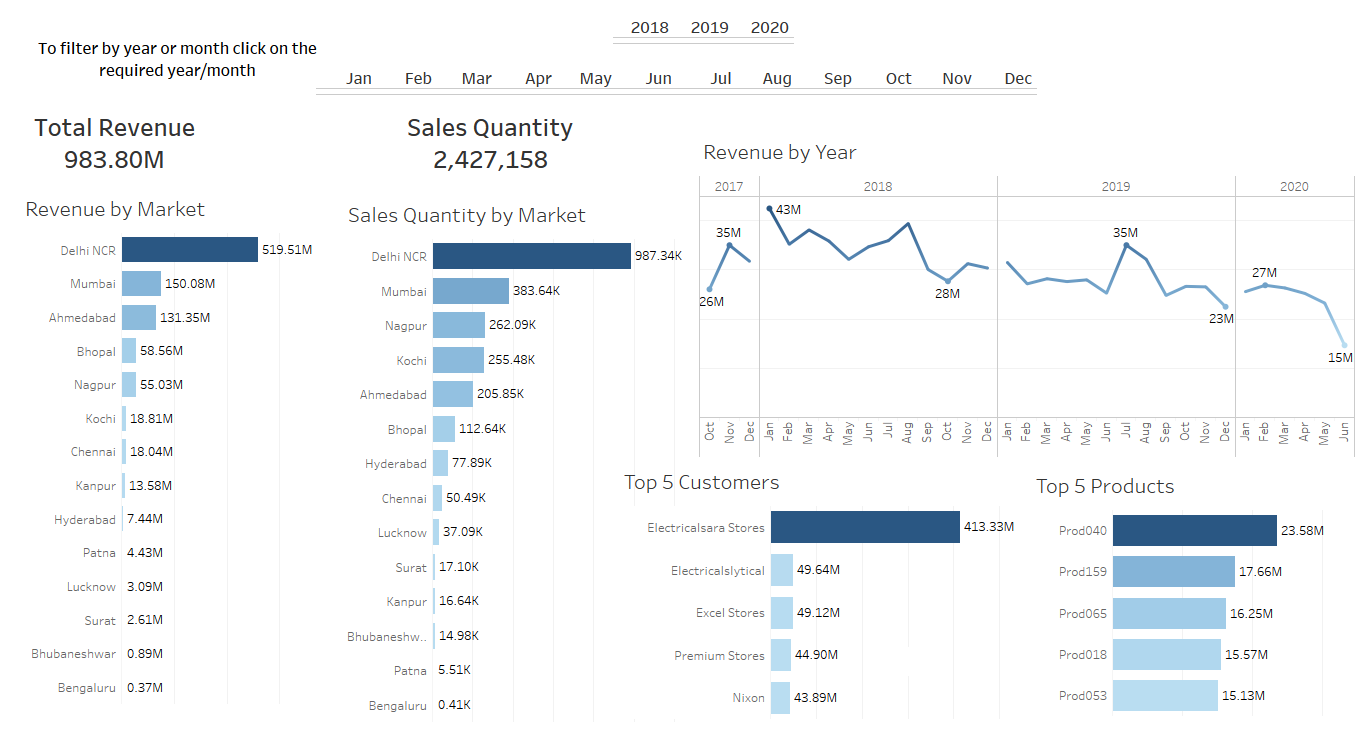 2018 2019 2020
To filter by year or month click on the
required year/month
Jan Feb Mar Apr May Jun Jul Aug Sep Oct Nov Dec
Total Revenue
983.80M
Sales Quantity
2,427,158
Revenue by Market
Delhi NCR 519.51M
Mumbai 150.08M
Ahmedabad 131.35M
Bhopal 58.56M
Nagpur 55.03M
Kochi 18.81M
Chennai 18.04M
Kanpur 13.58M
Hyderabad 7.44M
Patna 4.43M
Lucknow 3.09M
Surat 2.61M
Bhubaneshwar 0.89M
Bengaluru 0.37M
Sales Quantity by Market
Delhi NCR 987.34K
Mumbai 383.64K
Nagpur 262.09K
Kochi 255.48K
Ahmedabad 205.85K
Bhopal 112.64K
Hyderabad 77.89K
Chennai 50.49K
Lucknow 37.09K
Surat 17.10K
Kanpur 16.64K
Bhubaneshw.. 14.98K
Patna 5.51K
Bengaluru 0.41K
Revenue by Year
2017 2018 2019 2020
43M
35M 35M
27M
26M 28M
23M
15M
Oct Nov Dec Jan Feb Mar Apr May Jun Jul Aug Sep Oct Nov Dec Jan Feb Mar Apr May Jun Jul Aug Sep Oct Nov Dec Jan Feb Mar Apr May Jun
Top 5 Customers
Electricalsara Stores 413.33M
Electricalslytical 49.64M
Excel Stores 49.12M
Premium Stores 44.90M
Nixon 43.89M
Top 5 Products
Prod040 23.58M
Prod159 17.66M
Prod065 16.25M
Prod018 15.57M
Prod053 15.13M